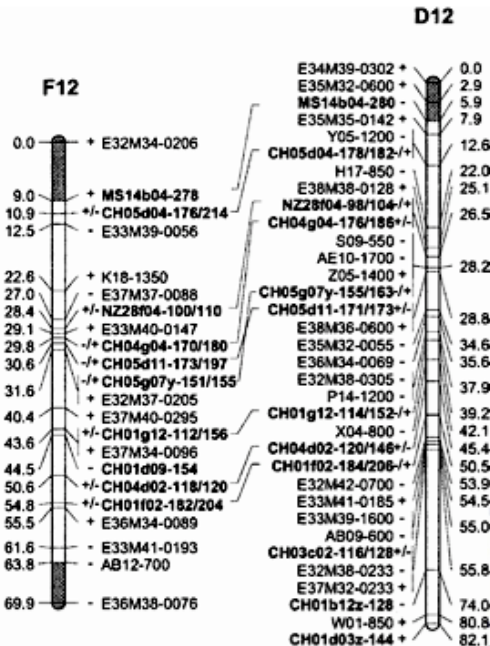 D12
F12
0.0 + E32M34-0206
9.0 + MS14b04-278
10.9 +/- CH05d04-176/214
12.5 - E33M39-0056
22.6 + K18-1350
27.0 - E37M37-0088
28.4 +/- NZ28f04-100/110
29.1 + E33M40-0147
29.8 -/+ CH04g04-170/180
30.6 -/+ CH05d11-173/197
31.6 -/+ CH05g07y-151/155
+ E32M37-0205
40.4 + E37M40-0295
43.6 +/- CH01g12-112/156
+ E37M34-0096
44.5 - CH01d09-154
50.6 +/- CH04d02-118/120
54.8 +/- CH01f02-182/204
55.5 + E36M34-0089
61.6 - E33M41-0193
63.8 - AB12-700
69.9 - E36M38-0076
E34M39-0302 + 0.0
E35M32-0600 + 2.9
MS14b04-280 - 5.9
E35M35-0142 + 7.9
Y05-1200 -
CH05d04-178/182 -/+ 12.6
H17-850 - 22.0
E38M38-0128 + 25.1
NZ28f04-98/104 -/+
CH04g04-176/186 +/- 26.5
S09-550 -
AE10-1700 -
Z05-1400 + 28.2
CH05g07y-155/163 -/+
CH05d11-171/173 +/-
E38M36-0600 + 28.8
E35M32-0055 - 34.6
E36M34-0069 - 35.6
E32M38-0305 -
P14-1200 - 37.9
CH01g12-114/152 -/+ 39.2
X04-800 - 42.1
CH04d02-120/146 +/- 45.4
CH01f02-184/206 -/+ 50.5
E32M42-0700 - 53.9
E33M41-0185 + 54.5
E33M39-1600 -
AB09-600 - 55.0
CH03c02-116/128 +/-
E32M38-0233 - 55.8
E37M32-0233 +
CH01b12z-128 - 74.0
W01-850 + 80.8
CH01d03z-144 + 82.1